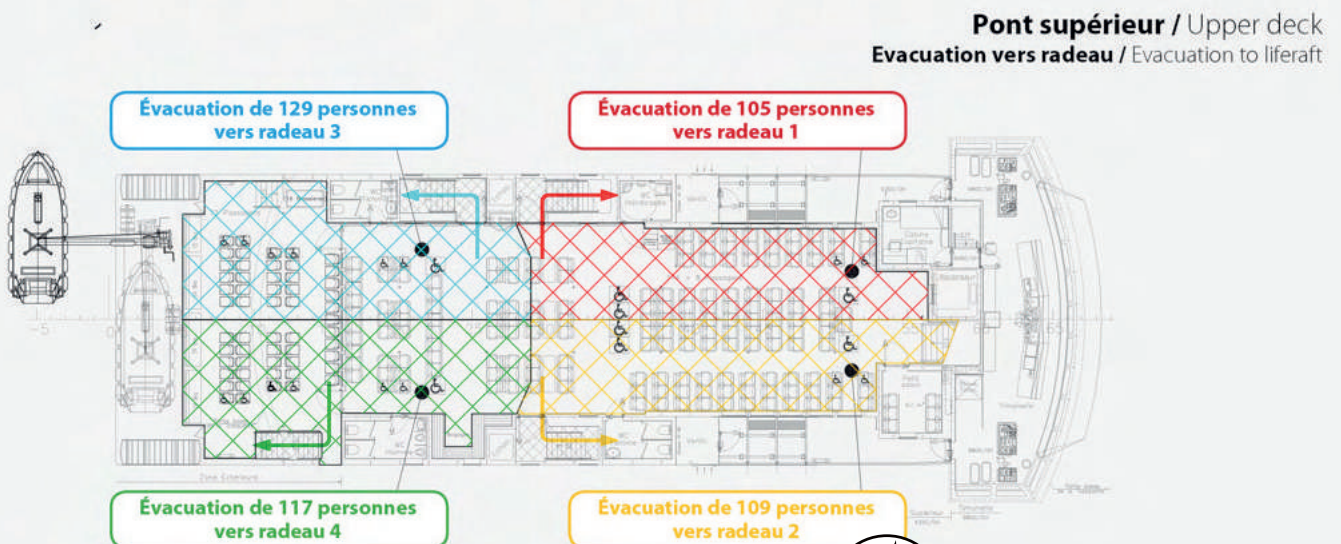 Pont supérieur / Upper deck
Evacuation vers radeau / Evacuation to liferaft
Évacuation de 129 personnes
vers radeau 3
Évacuation de 105 personnes
vers radeau 1
Zone Exterieure
Évacuation de 117 personnes
vers radeau 4
Évacuation de 109 personnes
vers radeau 2